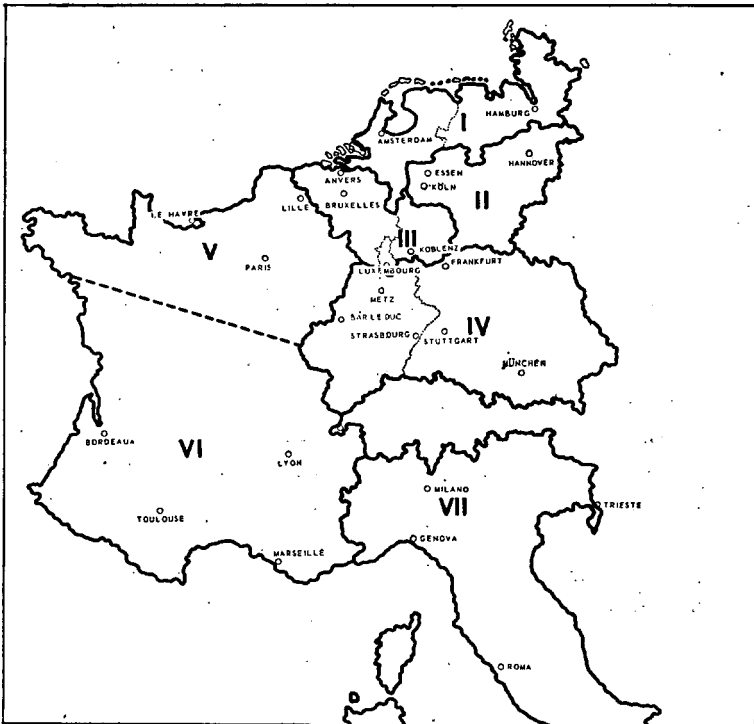 HAMBURG
I
AMSTERDAM
HANNOVER
ESSEN
ANVERS
KÖLN
BRUXELLES
LILLE
II
LE HAVRE
III
V
KOBLENZ
PARIS
LUXEMBOURG
FRANKFURT
METZ
BAR LE DUC
IV
STRASBOURG
STUTTGART
MÜNCHEN
BORDEAUX
VI
LYON
MILANO
TRIESTE
VII
TOULOUSE
GENOVA
MARSEILLE
ROMA